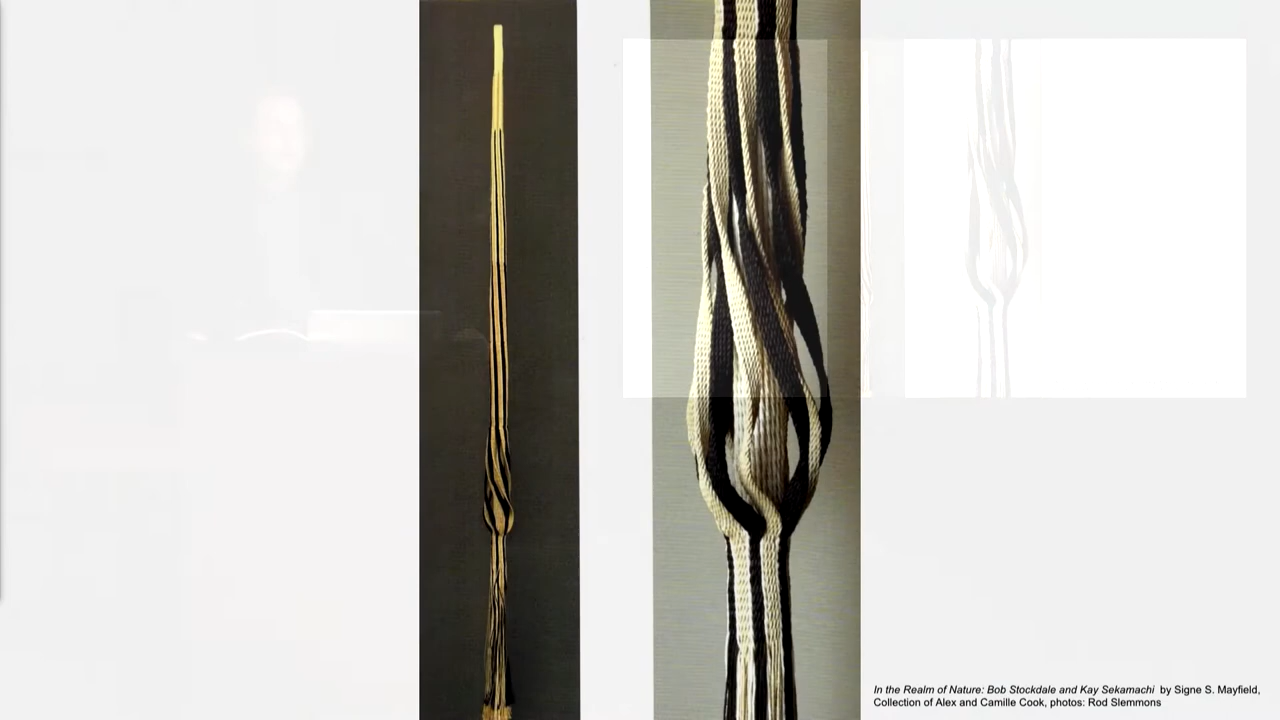 In the Realm of Nature: Bob Stockdale and Kay Sekamachi by Signe S. Mayfield,
Collection of Alex and Camille Cook, photos: Rod Slemmons